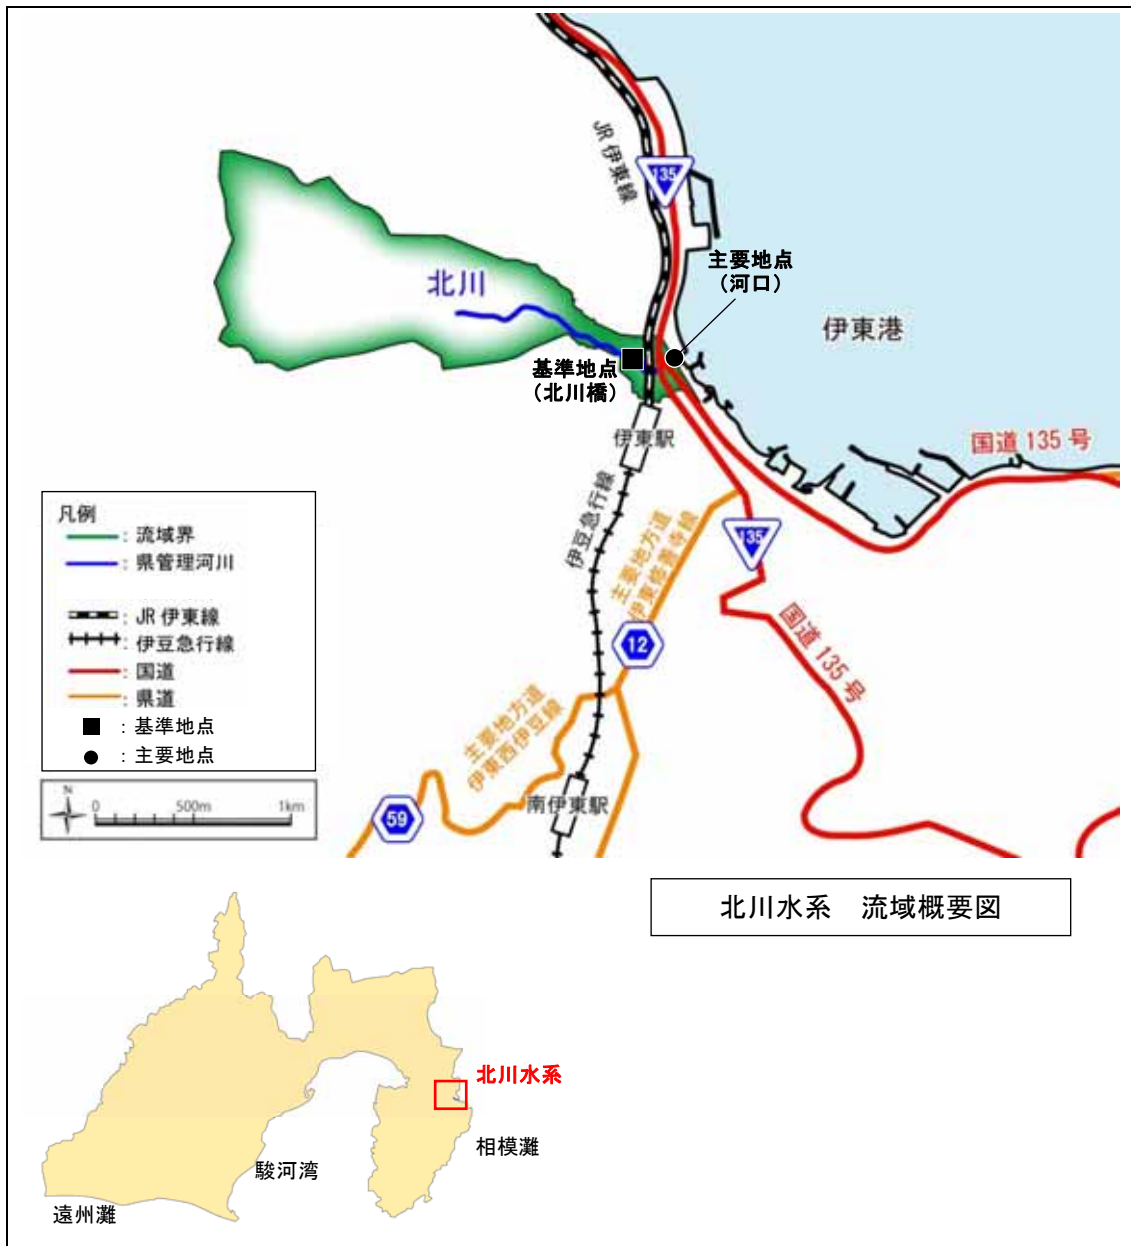 135
JR伊東線
主要地点
（河口）
北川
伊東港
基準地点
（北川橋）
伊東駅
国道135号
伊豆急行線
主要地方道
伊東修善寺線
135
12
国道135号
主要地方道
伊東西伊豆線
南伊東駅
59
凡例
：流域界
：県管理河川
：JR伊東線
：伊豆急行線
：国道
：県道
：基準地点
：主要地点
N
0 500m 1km
北川水系　流域概要図
北川水系
相模灘
駿河湾
遠州灘